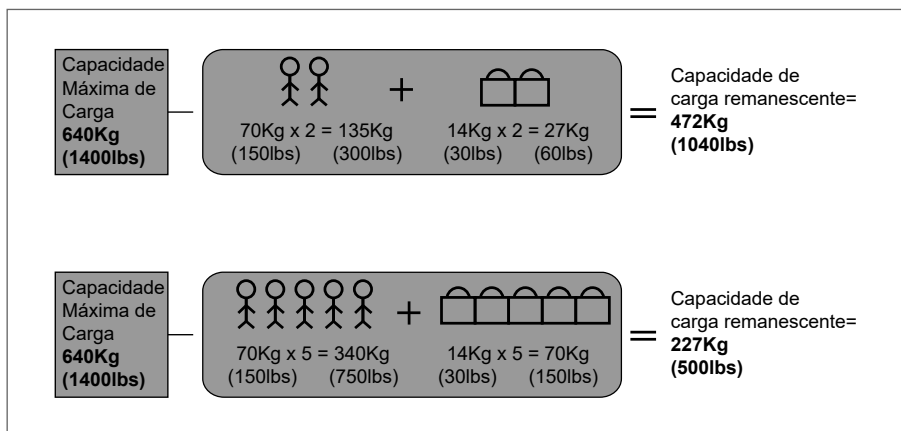 Capacidade
Máxima de
Carga
640Kg
(1400lbs)
70Kg x 2 = 135Kg
(150lbs) (300lbs)
14Kg x 2 = 27Kg
(30lbs) (60lbs)
Capacidade de
carga remanescente=
472Kg
(1040lbs)
Capacidade
Máxima de
Carga
640Kg
(1400lbs)
70Kg x 5 = 340Kg
(150lbs) (750lbs)
14Kg x 5 = 70Kg
(30lbs) (150lbs)
Capacidade de
carga remanescente=
227Kg
(500lbs)